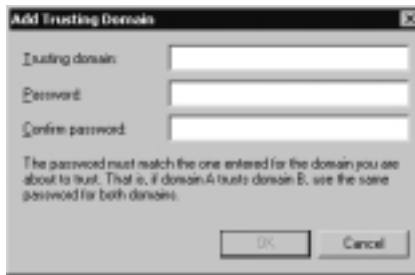 Add Trusting Domain
Trusting domain:
Password:
Confirm password:
The password must match the one entered for the domain you are
about to trust. That is, if domain A trusts domain B, use the same
password for both domains.
OK
Cancel